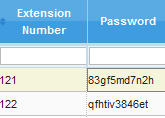 Extension Number Password
121 83gf5md7n2h
122 qfhtiv3846et